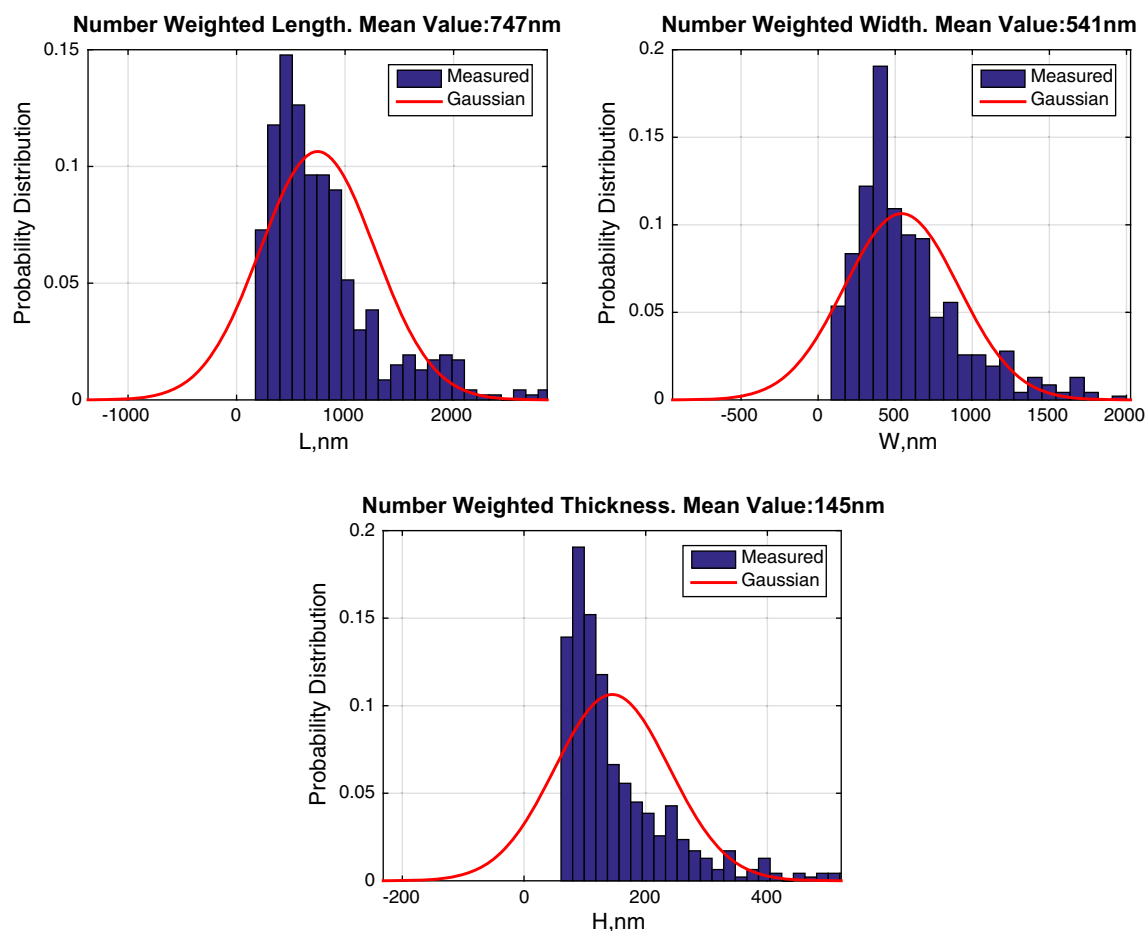 Number Weighted Length. Mean Value:747nm
0.15
0.1
0.05
0
Probability Distribution
Measured
Gaussian
-1000
0
1000
2000
L,nm
Number Weighted Width. Mean Value:541nm
0.2
0.15
0.1
0.05
0
Probability Distribution
Measured
Gaussian
-500
0
500
1000
1500
2000
W,nm
Number Weighted Thickness. Mean Value:145nm
0.2
0.15
0.1
0.05
0
Probability Distribution
Measured
Gaussian
-200
0
200
400
H,nm